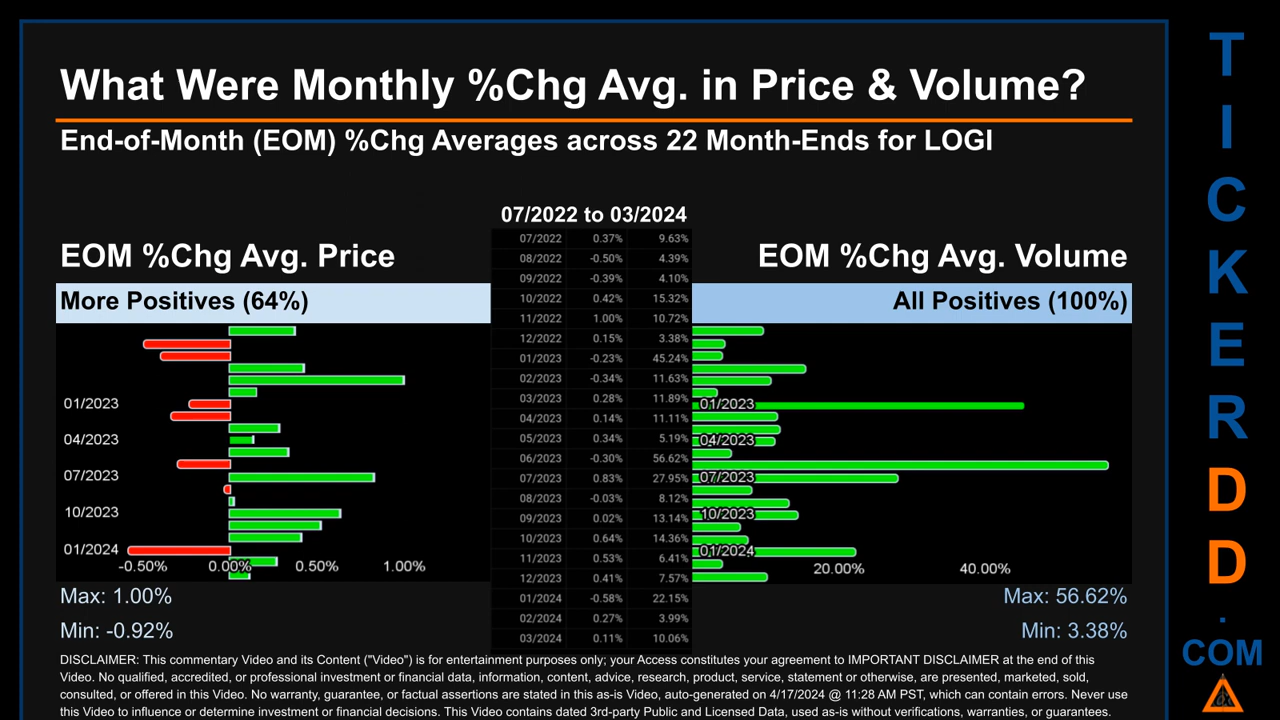 What Were Monthly %Chg Avg. in Price & Volume?
End-of-Month (EOM) %Chg Averages across 22 Month-Ends for LOGI
07/2022 to 03/2024
EOM %Chg Avg. Price
EOM %Chg Avg. Volume
More Positives (64%)
All Positives (100%)
07/2022 0.37% 9.63%
08/2022 -0.50% 4.39%
09/2022 -0.39% 4.10%
10/2022 0.42% 15.32%
11/2022 1.00% 10.72%
12/2022 0.15% 3.38%
01/2023 -0.23% 45.24%
02/2023 -0.34% 11.63%
03/2023 0.28% 11.89%
04/2023 0.14% 11.11%
05/2023 0.34% 5.19%
06/2023 -0.30% 56.62%
07/2023 0.83% 27.95%
08/2023 -0.03% 8.12%
09/2023 0.02% 13.14%
10/2023 0.64% 14.36%
11/2023 0.53% 6.41%
12/2023 0.41% 7.57%
01/2024 -0.58% 22.15%
02/2024 0.27% 3.99%
03/2024 0.11% 10.06%
01/2023
04/2023
07/2023
10/2023
01/2024
-0.50% 0.00% 0.50% 1.00%
01/2023
04/2023
07/2023
10/2023
01/2024
20.00% 40.00%
Max: 1.00%
Min: -0.92%
Max: 56.62%
Min: 3.38%
DISCLAIMER: This commentary Video and its Content ("Video") is for entertainment purposes only; your Access constitutes your agreement to IMPORTANT DISCLAIMER at the end of this
Video. No qualified, accredited, or professional investment or financial data, information, content, advice, research, product, service, statement or otherwise, are presented, marketed, sold,
consulted, or offered in this Video. No warranty, guarantee, or factual assertions are stated in this as-is Video, auto-generated on 4/17/2024 @ 11:28 AM PST, which can contain errors. Never use
this Video to influence or determine investment or financial decisions. This Video contains dated 3rd-party Public and Licensed Data, used as-is without verifications, warranties, or guarantees.
T
I
C
K
E
R
D
D
.
COM